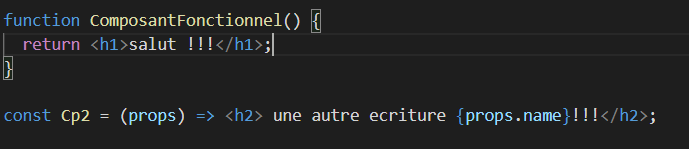 function ComposantFonctionnel() {
  return <h1>salut !!!</h1>;
}
const Cp2 = (props) => <h2> une autre ecriture {props.name}!!!</h2>;